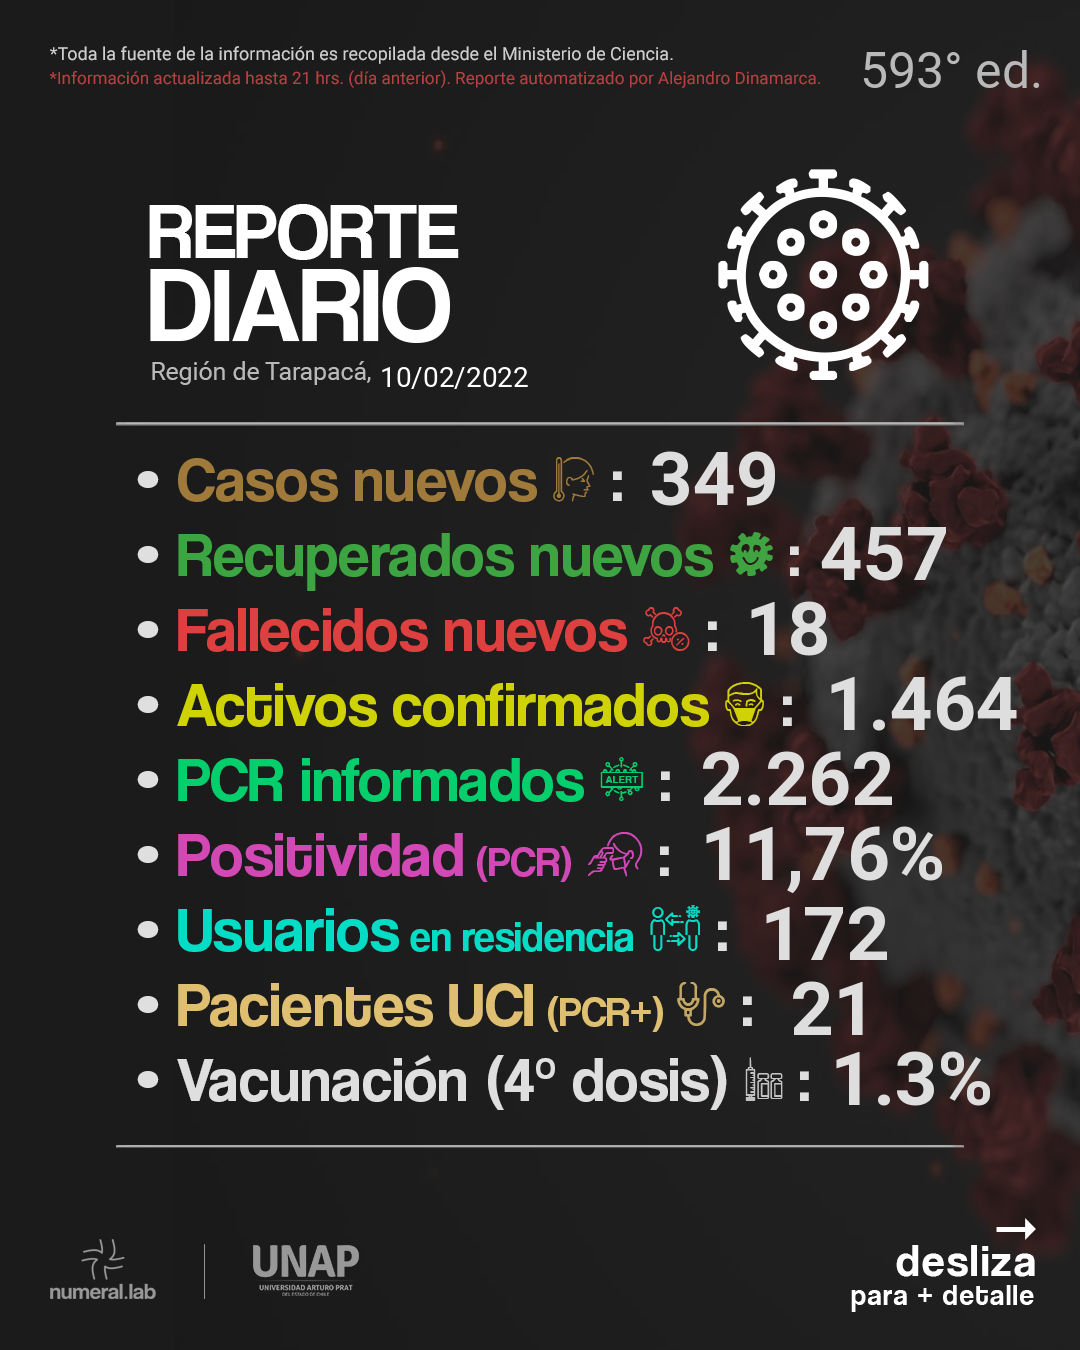 *Toda la fuente de la información es recopilada desde el Ministerio de Ciencia.
*Información actualizada hasta 21 hrs. (día anterior). Reporte automatizado por Alejandro Dinamarca.
593° ed.
REPORTE
DIARIO
Región de Tarapacá, 10/02/2022
• Casos nuevos : 349
• Recuperados nuevos : 457
• Fallecidos nuevos : 18
• Activos confirmados : 1.464
• PCR informados ALERT : 2.262
• Positividad (PCR) : 11,76%
• Usuarios en residencia : 172
• Pacientes UCI (PCR+) : 21
• Vacunación (4º dosis) : 1.3%
numeral.lab
UNAP
UNIVERSIDAD ARTURO PRAT
DEL ESTADO DE CHILE
desliza
para + detalle